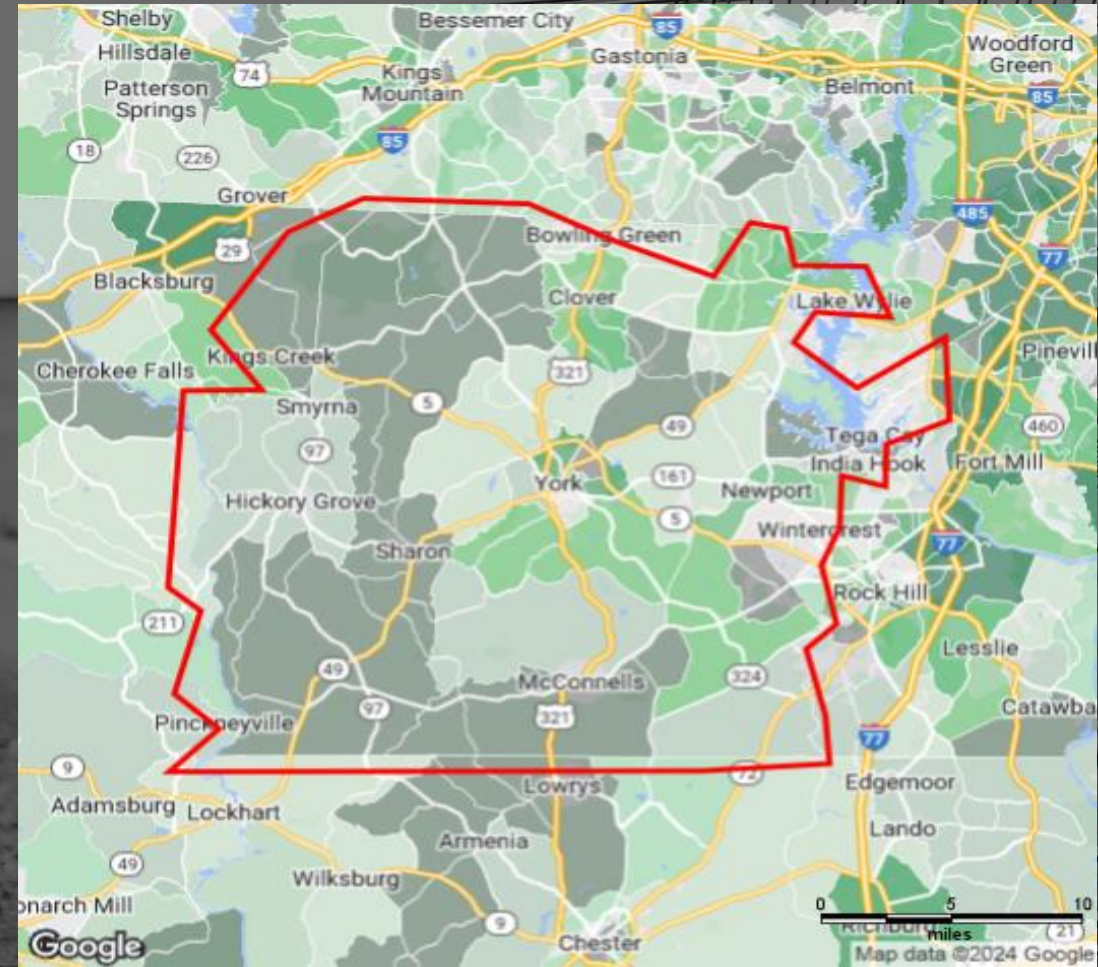 Shelby
Bessemer City
85
Hillsdale
Gastonia
Woodford
Green
74
Kings
Mountain
Patterson
Springs
Belmont
85
18
226
85
Grover
485
29
Bowling Green
77
Blacksburg
Clover
Lake Wylie
Kings Creek
Cherokee Falls
321
Pinevill
Smyrna
5
49
460
Tega Cay
97
India Hook
Fort Mill
York
161
Newport
Hickory Grove
5
Wintercrest
Sharon
77
Rock Hill
211
Lesslie
49
McConnells
324
97
321
Catawba
Pinckneyville
77
9
72
Adamsburg
Lockhart
Lowrys
Edgemoor
Armenia
Lando
49
Wilksburg
onarch Mill
9
0 5 10
Richburg
miles
21
Google
Chester
Map data ©2024 Google